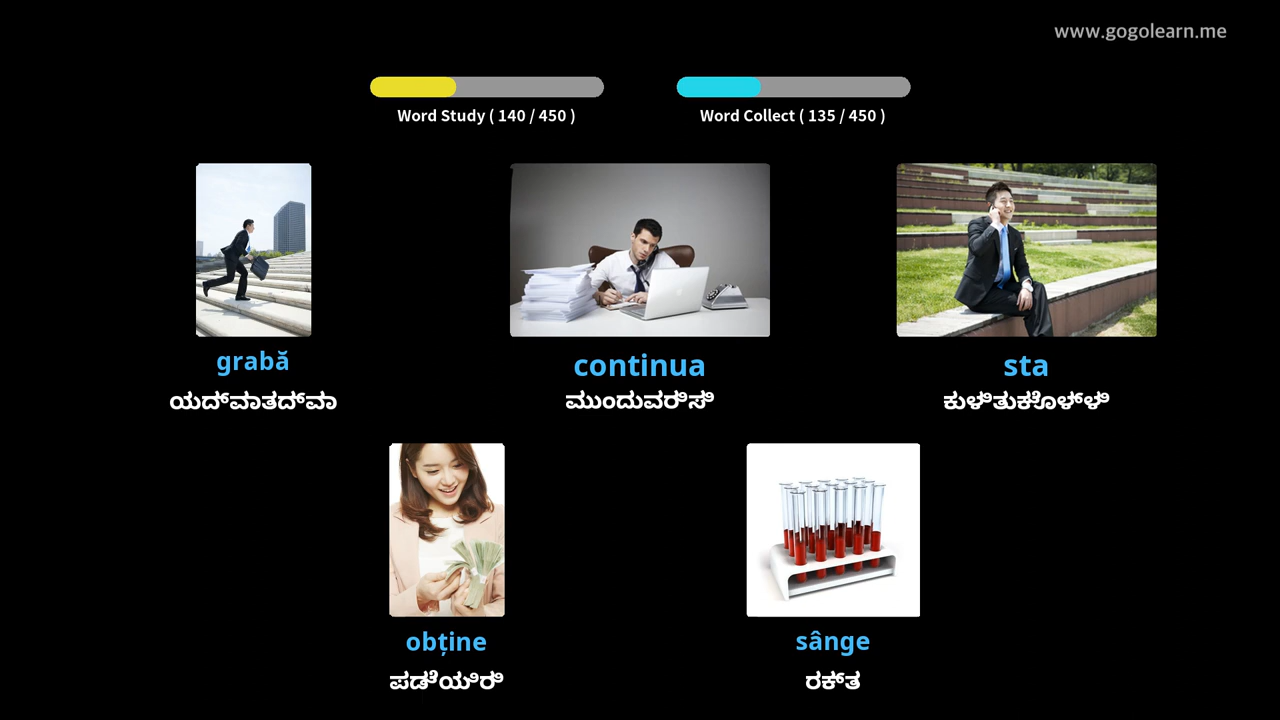 www.gogolearn.me
Word Study ( 140 / 450 )
Word Collect ( 135 / 450 )
grabă
continua
sta
ಯದ್ವಾತದ್ವಾ
ಮುಂದುವರಿಸಿ
ಕುಳಿತುಕೊಳ್ಳಿ
obține
sânge
ಪಡೆಯಿರಿ
ರಕ್ತ